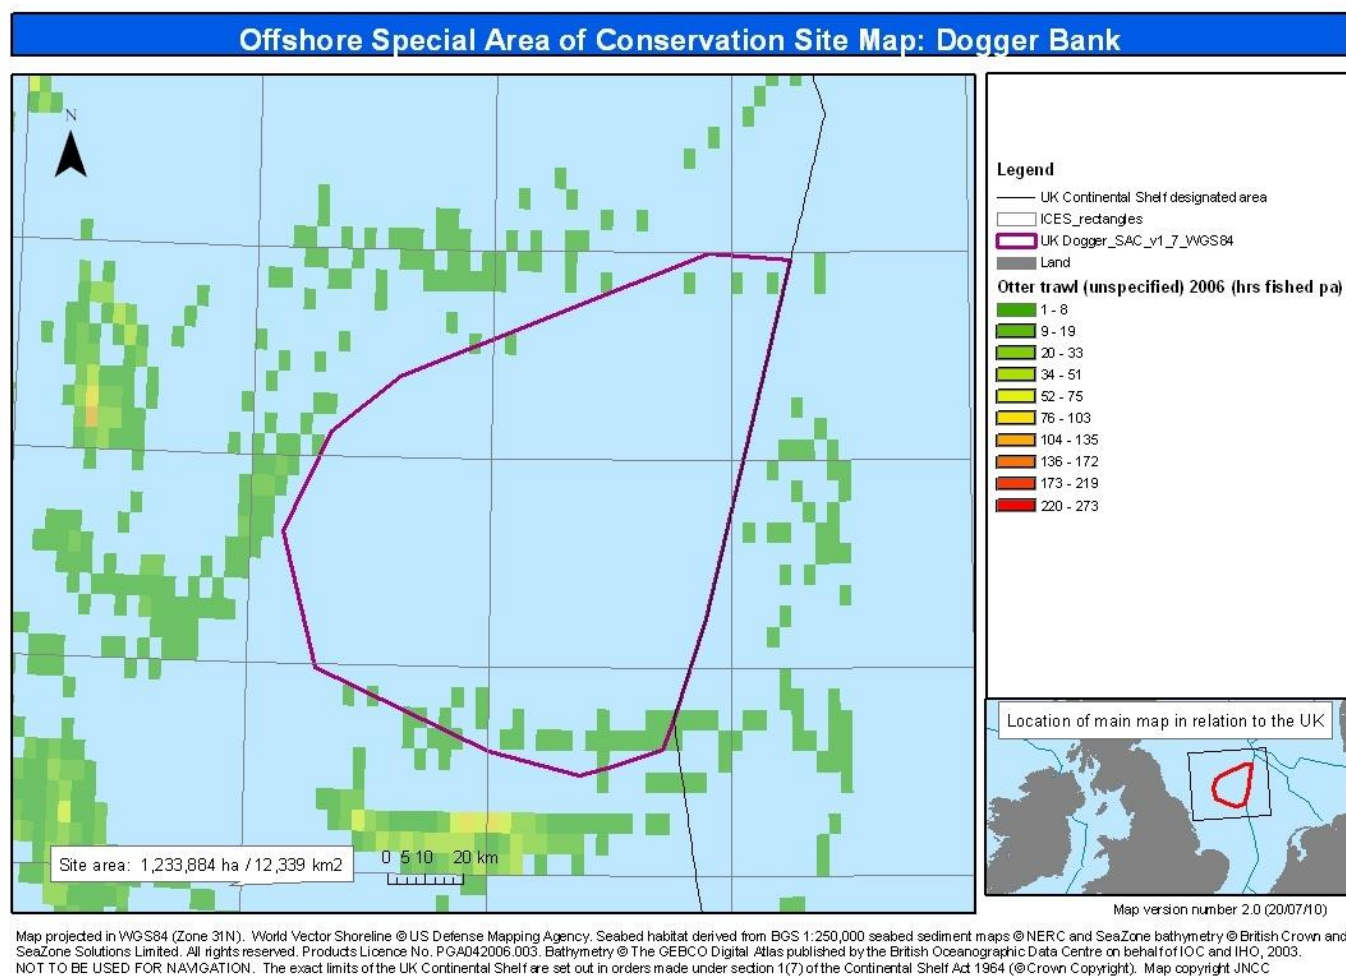 Offshore Special Area of Conservation Site Map: Dogger Bank
N
Legend
UK Continental Shelf designated area
ICES_rectangles
UK Dogger_SAC_v1_7_WGS84
Land
Otter trawl (unspecified) 2006 (hrs fished pa)
1 - 8
9 - 19
20 - 33
34 - 51
52 - 75
76 - 103
104 - 135
136 - 172
173 - 219
220 - 273
Location of main map in relation to the UK
Site area: 1,233,884 ha / 12,339 km2
0 5 10 20 km
Map version number 2.0 (20/07/10)
Map projected in WGS84 (Zone 31N). World Vector Shoreline © US Defense Mapping Agency. Seabed habitat derived from BGS 1:250,000 seabed sediment maps © NERC and SeaZone bathymetry © British Crown and
SeaZone Solutions Limited. All rights reserved. Products Licence No. PGA042006.003. Bathymetry © The GEBCO Digital Atlas published by the British Oceanographic Data Centre on behalf of IOC and IHO, 2003.
NOT TO BE USED FOR NAVIGATION. The exact limits of the UK Continental Shelf are set out in orders made under section 1(7) of the Continental Shelf Act 1964 (© Crown Copyright). Map copyright JNCC